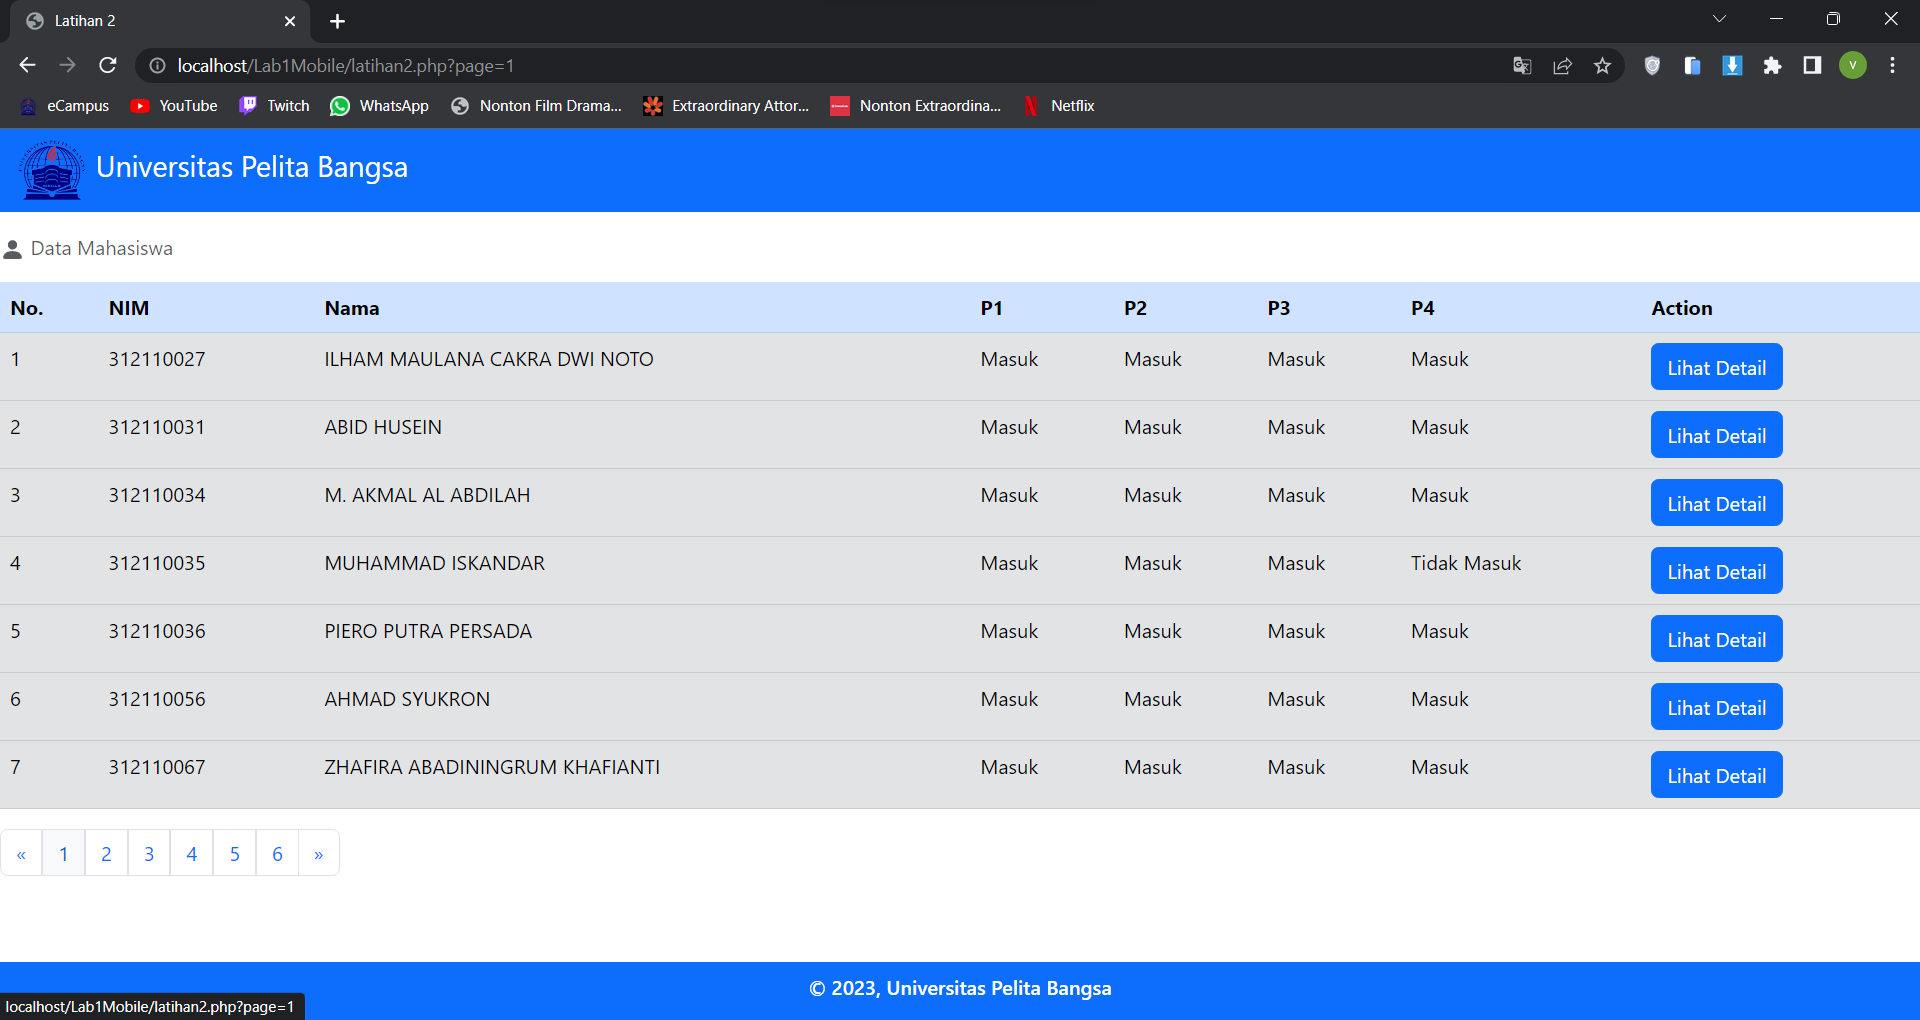 Latihan 2
localhost/Lab1Mobile/latihan2.php?page=1
V
eCampus YouTube Twitch WhatsApp Nonton Film Drama... Extraordinary Attor... Nonton Extraordina... Netflix
Universitas Pelita Bangsa
Data Mahasiswa
No. NIM Nama P1 P2 P3 P4 Action
1 312110027 ILHAM MAULANA CAKRA DWI NOTO Masuk Masuk Masuk Masuk Lihat Detail
2 312110031 ABID HUSEIN Masuk Masuk Masuk Masuk Lihat Detail
3 312110034 M. AKMAL AL ABDILAH Masuk Masuk Masuk Masuk Lihat Detail
4 312110035 MUHAMMAD ISKANDAR Masuk Masuk Masuk Tidak Masuk Lihat Detail
5 312110036 PIERO PUTRA PERSADA Masuk Masuk Masuk Masuk Lihat Detail
6 312110056 AHMAD SYUKRON Masuk Masuk Masuk Masuk Lihat Detail
7 312110067 ZHAFIRA ABADININGRUM KHAFIANTI Masuk Masuk Masuk Masuk Lihat Detail
« 1 2 3 4 5 6 »
© 2023, Universitas Pelita Bangsa
localhost/Lab1Mobile/latihan2.php?page=1